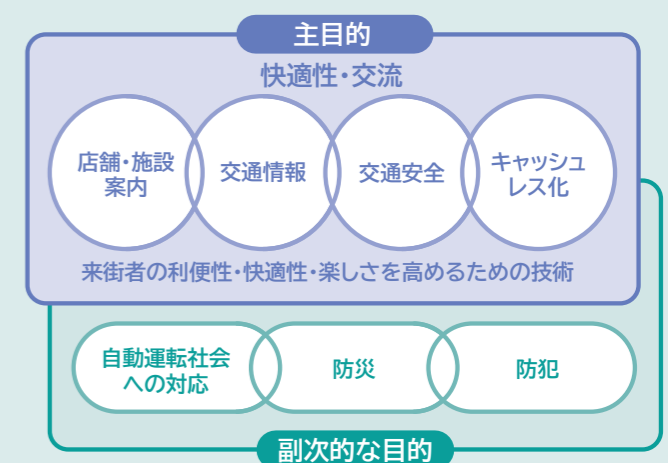 主目的
快適性・交流
店舗・施設
案内
交通情報
交通安全
キャッシュ
レス化
来街者の利便性・快適性・楽しさを高めるための技術
自動運転社会
への対応
防災
防犯
副次的な目的